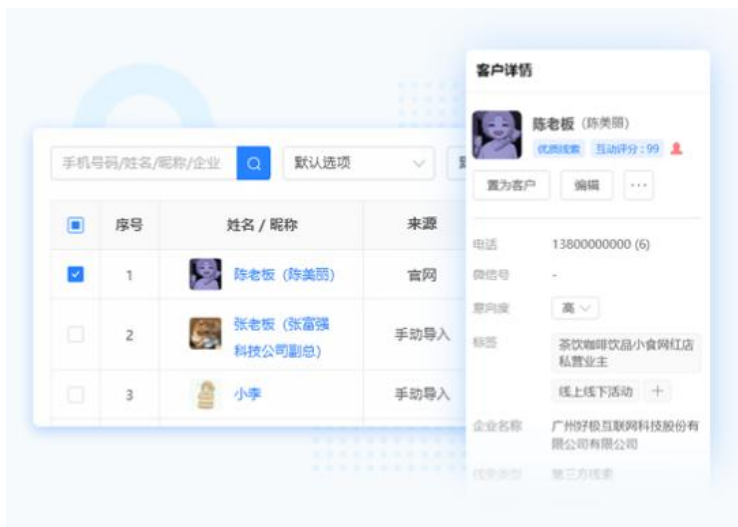 客户详情
陈老板（陈美丽）
优质线索 互动评分：99
置为客户 编辑 ···
电话 13800000000 (6)
微信号 -
意向度 高
标签 茶饮咖啡饮品小食网红店
私营业主
线上线下活动 +
企业名称 广州好极互联网科技股份有
限公司有限公司
线索类型 第三方线索
手机号码/姓名/昵称/企业 默认选项
序号 姓名 / 昵称 来源
1 陈老板（陈美丽） 官网
2 张老板（张富强
科技公司副总） 手动导入
3 小李 手动导入